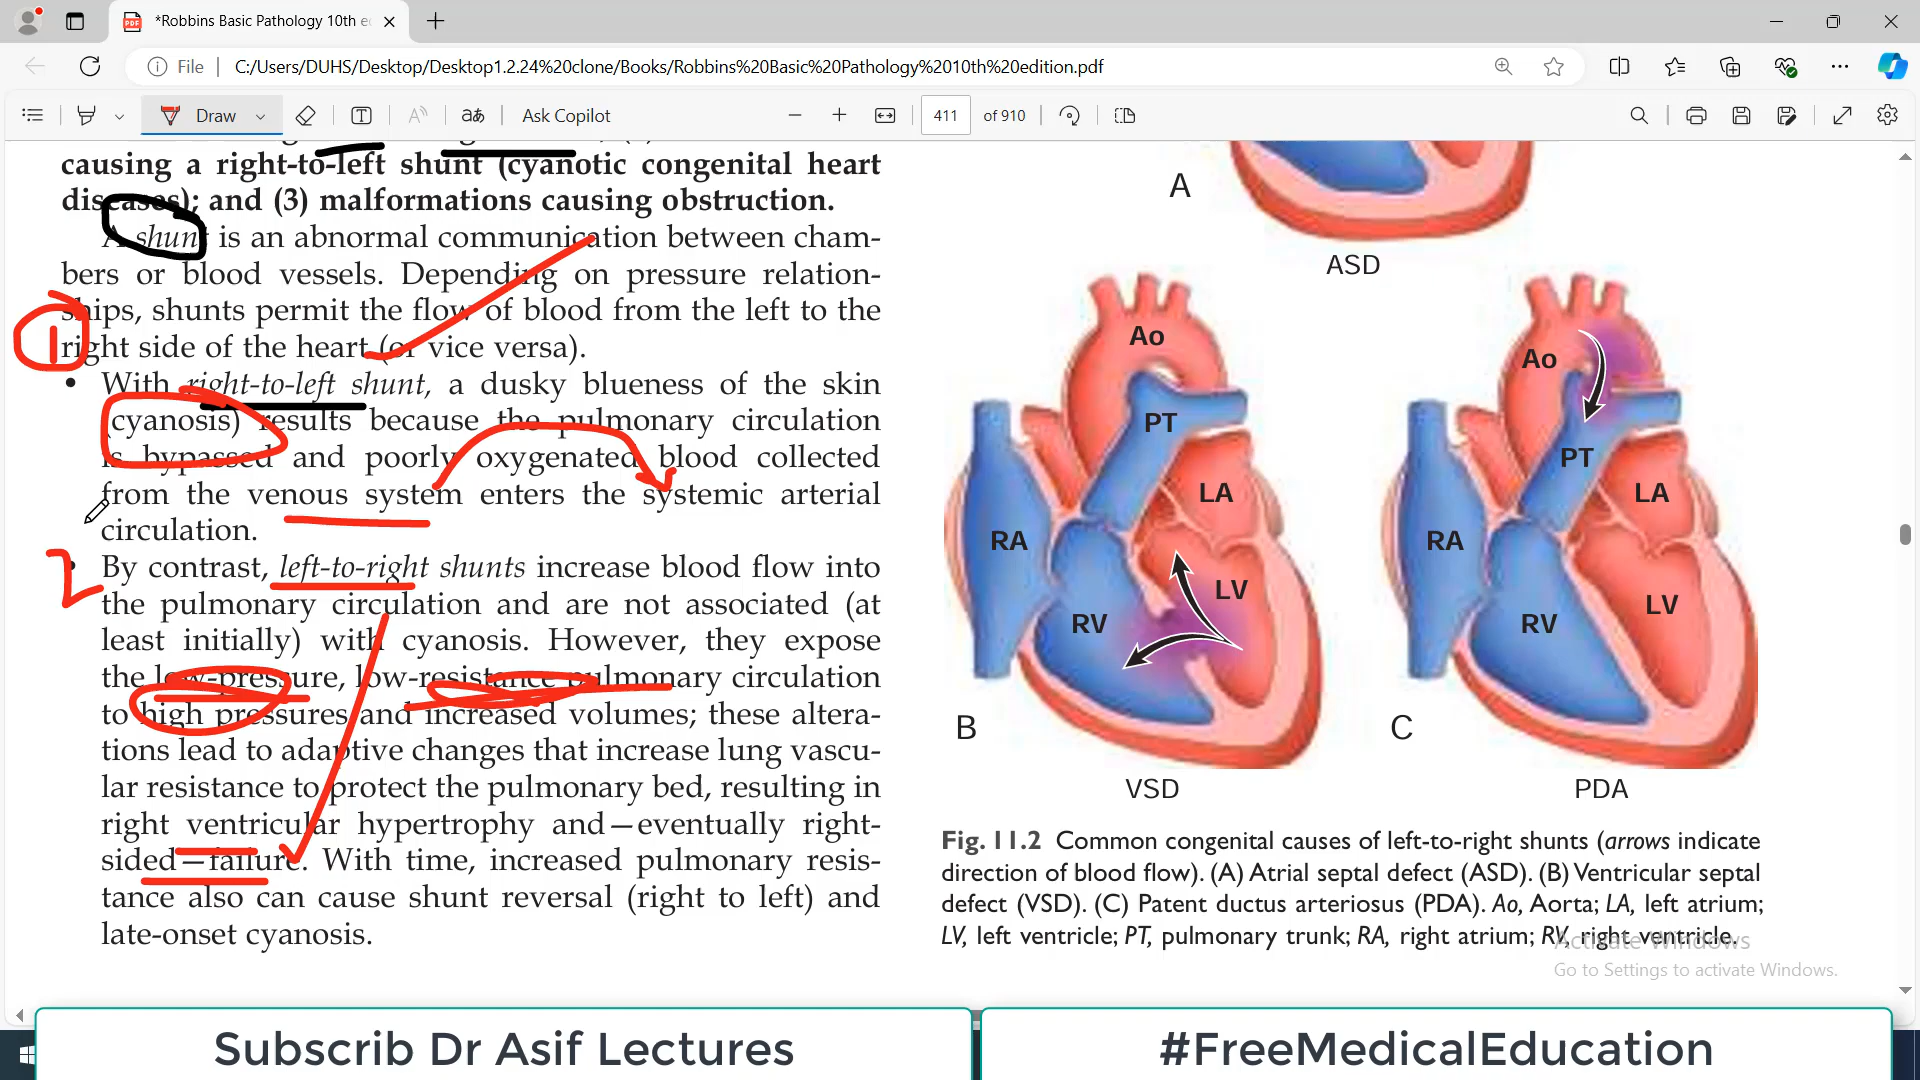 *Robbins Basic Pathology 10th e
File
C:/Users/DUHS/Desktop/Desktop1.2.24%20clone/Books/Robbins%20Basic%20Pathology%2010th%20edition.pdf
Draw
Ask Copilot
411 of 910
causing a right-to-left shunt (cyanotic congenital heart
diseases); and (3) malformations causing obstruction.
A shunt is an abnormal communication between cham-
bers or blood vessels. Depending on pressure relation-
ships, shunts permit the flow of blood from the left to the
right side of the heart (or vice versa).
1
• With right-to-left shunt, a dusky blueness of the skin
(cyanosis) results because the pulmonary circulation
is bypassed and poorly oxygenated blood collected
from the venous system enters the systemic arterial
circulation.
2
• By contrast, left-to-right shunts increase blood flow into
the pulmonary circulation and are not associated (at
least initially) with cyanosis. However, they expose
the low-pressure, low-resistance pulmonary circulation
to high pressures and increased volumes; these altera-
tions lead to adaptive changes that increase lung vascu-
lar resistance to protect the pulmonary bed, resulting in
right ventricular hypertrophy and—eventually right-
sided—failure. With time, increased pulmonary resis-
tance also can cause shunt reversal (right to left) and
late-onset cyanosis.
A
ASD
Ao
PT
LA
RA
LV
RV
B
VSD
Ao
PT
LA
RA
LV
RV
C
PDA
Fig. 11.2 Common congenital causes of left-to-right shunts (arrows indicate
direction of blood flow). (A) Atrial septal defect (ASD). (B) Ventricular septal
defect (VSD). (C) Patent ductus arteriosus (PDA). Ao, Aorta; LA, left atrium;
LV, left ventricle; PT, pulmonary trunk; RA, right atrium; RV, right ventricle.
Activate Windows
Go to Settings to activate Windows.
Subscrib Dr Asif Lectures
#FreeMedicalEducation